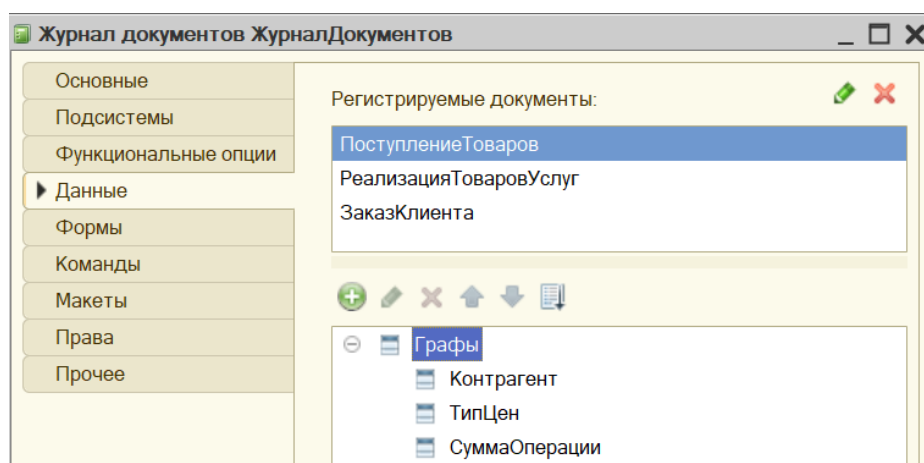 Журнал документов ЖурналДокументов
Основные
Подсистемы
Функциональные опции
Данные
Формы
Команды
Макеты
Права
Прочее
Регистрируемые документы:
ПоступлениеТоваров
РеализацияТоваровУслуг
ЗаказКлиента
Графы
Контрагент
ТипЦен
СуммаОперации